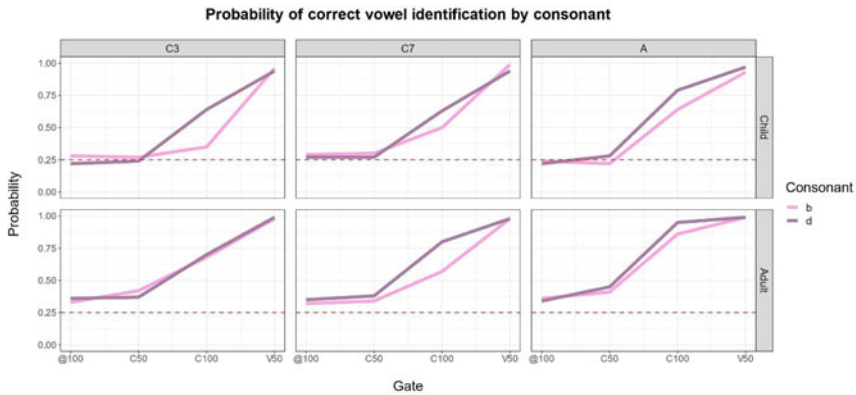 Probability of correct vowel identification by consonant
C3 C7 A
1.00
0.75
0.50
0.25
0.00
Child
1.00
0.75
0.50
0.25
0.00
Adult
Probability
@100 C50 C100 V50 @100 C50 C100 V50 @100 C50 C100 V50
Gate
Consonant
b
d